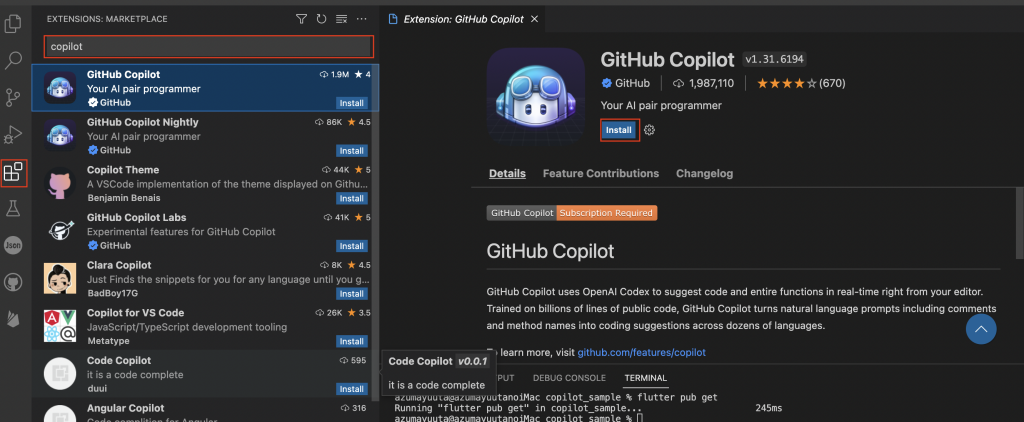 EXTENSIONS: MARKETPLACE
copilot
GitHub Copilot 1.9M ★ 4
Your AI pair programmer
GitHub Install
GitHub Copilot Nightly 86K ★ 4.5
Your AI pair programmer
GitHub Install
Copilot Theme 44K ★ 5
A VSCode implementation of the theme displayed on Githu...
Benjamin Benais Install
GitHub Copilot Labs 41K ★ 5
Experimental features for GitHub Copilot
GitHub Install
Clara Copilot 8K ★ 4.5
Just Finds the snippets for you for any language until you g...
BadBoy17G Install
Copilot for VS Code 26K ★ 3.5
JavaScript/TypeScript development tooling
Metatype Install
Code Copilot 595
it is a code complete
duui Install
Angular Copilot 316
Json
JS
Extension: GitHub Copilot
GitHub Copilot v1.31.6194
GitHub 1,987,110 (670)
Your AI pair programmer
Install
Details Feature Contributions Changelog
GitHub Copilot Subscription Required
GitHub Copilot
GitHub Copilot uses OpenAI Codex to suggest code and entire functions in real-time right from your editor.
Trained on billions of lines of public code, GitHub Copilot turns natural language prompts including comments
and method names into coding suggestions across dozens of languages.
To learn more, visit github.com/features/copilot
Code Copilot v0.0.1
it is a code complete
PUT DEBUG CONSOLE TERMINAL
azumayuuta@azumayuutanoiMac copilot_sample % flutter pub get
Running "flutter pub get" in copilot_sample... 245ms
azumayuuta@azumayuutanoiMac copilot_sample %